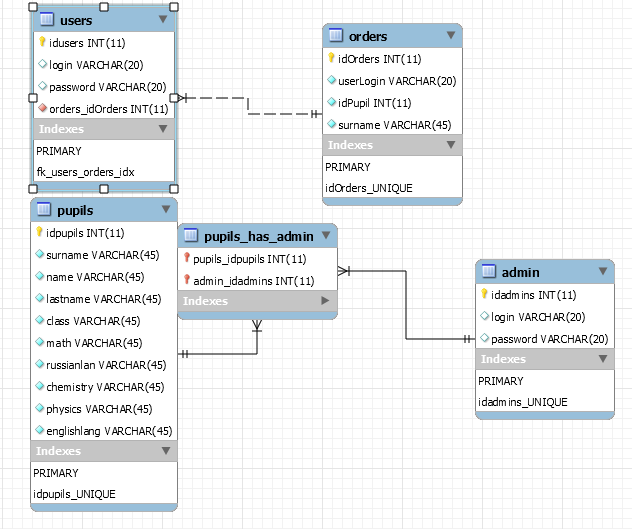 users
idusers INT(11)
login VARCHAR(20)
password VARCHAR(20)
orders_idOrders INT(11)
Indexes
PRIMARY
fk_users_orders_idx
orders
idOrders INT(11)
userLogin VARCHAR(20)
idPupil INT(11)
surname VARCHAR(45)
Indexes
PRIMARY
idOrders_UNIQUE
pupils
idpupils INT(11)
surname VARCHAR(45)
name VARCHAR(45)
lastname VARCHAR(45)
class VARCHAR(45)
math VARCHAR(45)
russianlan VARCHAR(45)
chemistry VARCHAR(45)
physics VARCHAR(45)
englishlang VARCHAR(45)
Indexes
PRIMARY
idpupils_UNIQUE
pupils_has_admin
pupils_idpupils INT(11)
admin_idadmins INT(11)
Indexes
admin
idadmins INT(11)
login VARCHAR(20)
password VARCHAR(20)
Indexes
PRIMARY
idadmins_UNIQUE